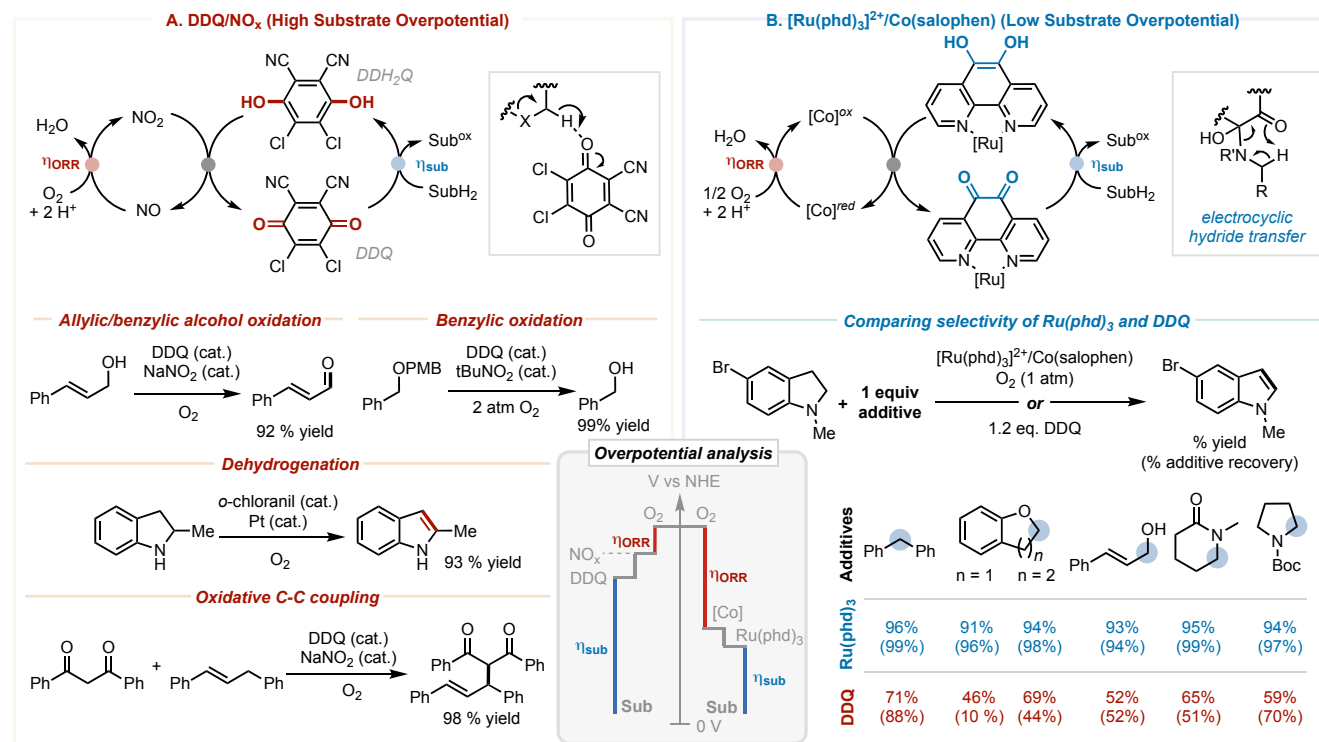 A. DDQ/NOₓ (High Substrate Overpotential)
CN CN
DDH₂Q
HO OH
Cl Cl
H₂O
NO₂
Subᵒˣ
ηORR
ηsub
O₂
+ 2 H⁺
NO
SubH₂
CN CN
O O
DDQ
Cl Cl
X H
O
Cl CN
Cl CN
O
B. [Ru(phd)₃]²⁺/Co(salophen) (Low Substrate Overpotential)
HO OH
N N
[Ru]
H₂O
[Co]ᵒˣ
Subᵒˣ
ηORR
ηsub
1/2 O₂
+ 2 H⁺
[Co]ʳᵉᵈ
SubH₂
O O
N N
[Ru]
HO O
R' N H
R
electrocyclic
hydride transfer
Allylic/benzylic alcohol oxidation
OH
Ph
DDQ (cat.)
NaNO₂ (cat.)
O₂
O
Ph
92 % yield
Benzylic oxidation
OPMB
Ph
DDQ (cat.)
tBuNO₂ (cat.)
2 atm O₂
OH
Ph
99% yield
Dehydrogenation
Me
N
H
o-chloranil (cat.)
Pt (cat.)
O₂
Me
N
H
93 % yield
Oxidative C-C coupling
O O
Ph Ph
+
Ph Ph
DDQ (cat.)
NaNO₂ (cat.)
O₂
O O
Ph Ph
Ph Ph
98 % yield
Overpotential analysis
V vs NHE
O₂ O₂
ηORR
NOₓ
DDQ
ηORR
[Co]
Ru(phd)₃
ηsub
ηsub
Sub Sub
0 V
Comparing selectivity of Ru(phd)₃ and DDQ
Br
N
Me
+
1 equiv
additive
[Ru(phd)₃]²⁺/Co(salophen)
O₂ (1 atm)
or
1.2 eq. DDQ
Br
N
Me
% yield
(% additive recovery)
Additives
Ph Ph
O
n
n = 1 n = 2
OH
Ph
O
N
N
Boc
Ru(phd)₃
96% 91% 94% 93% 95% 94%
(99%) (96%) (98%) (94%) (99%) (97%)
DDQ
71% 46% 69% 52% 65% 59%
(88%) (10 %) (44%) (52%) (51%) (70%)